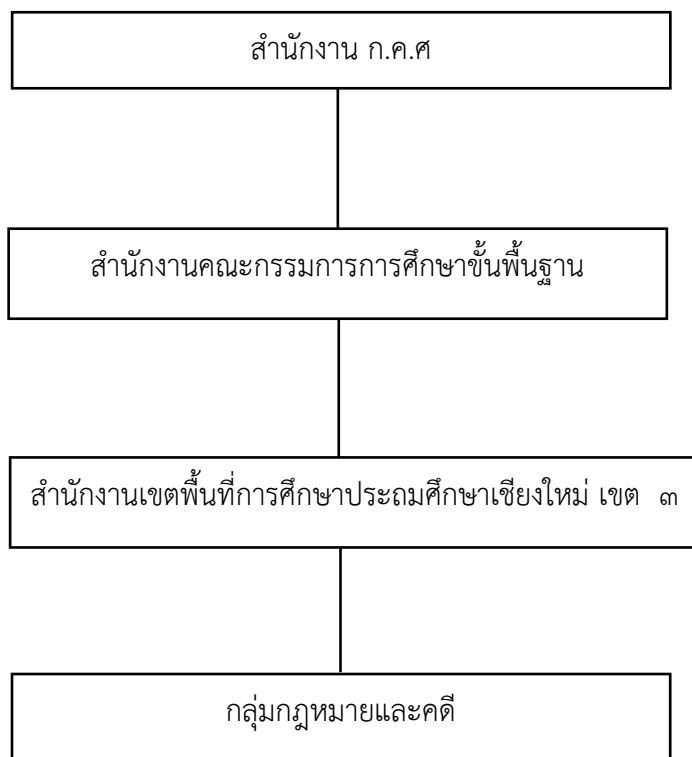 สำนักงาน ก.ค.ศ
สำนักงานคณะกรรมการการศึกษาขั้นพื้นฐาน
สำนักงานเขตพื้นที่การศึกษาประถมศึกษาเชียงใหม่ เขต ๓
กลุ่มกฎหมายและคดี